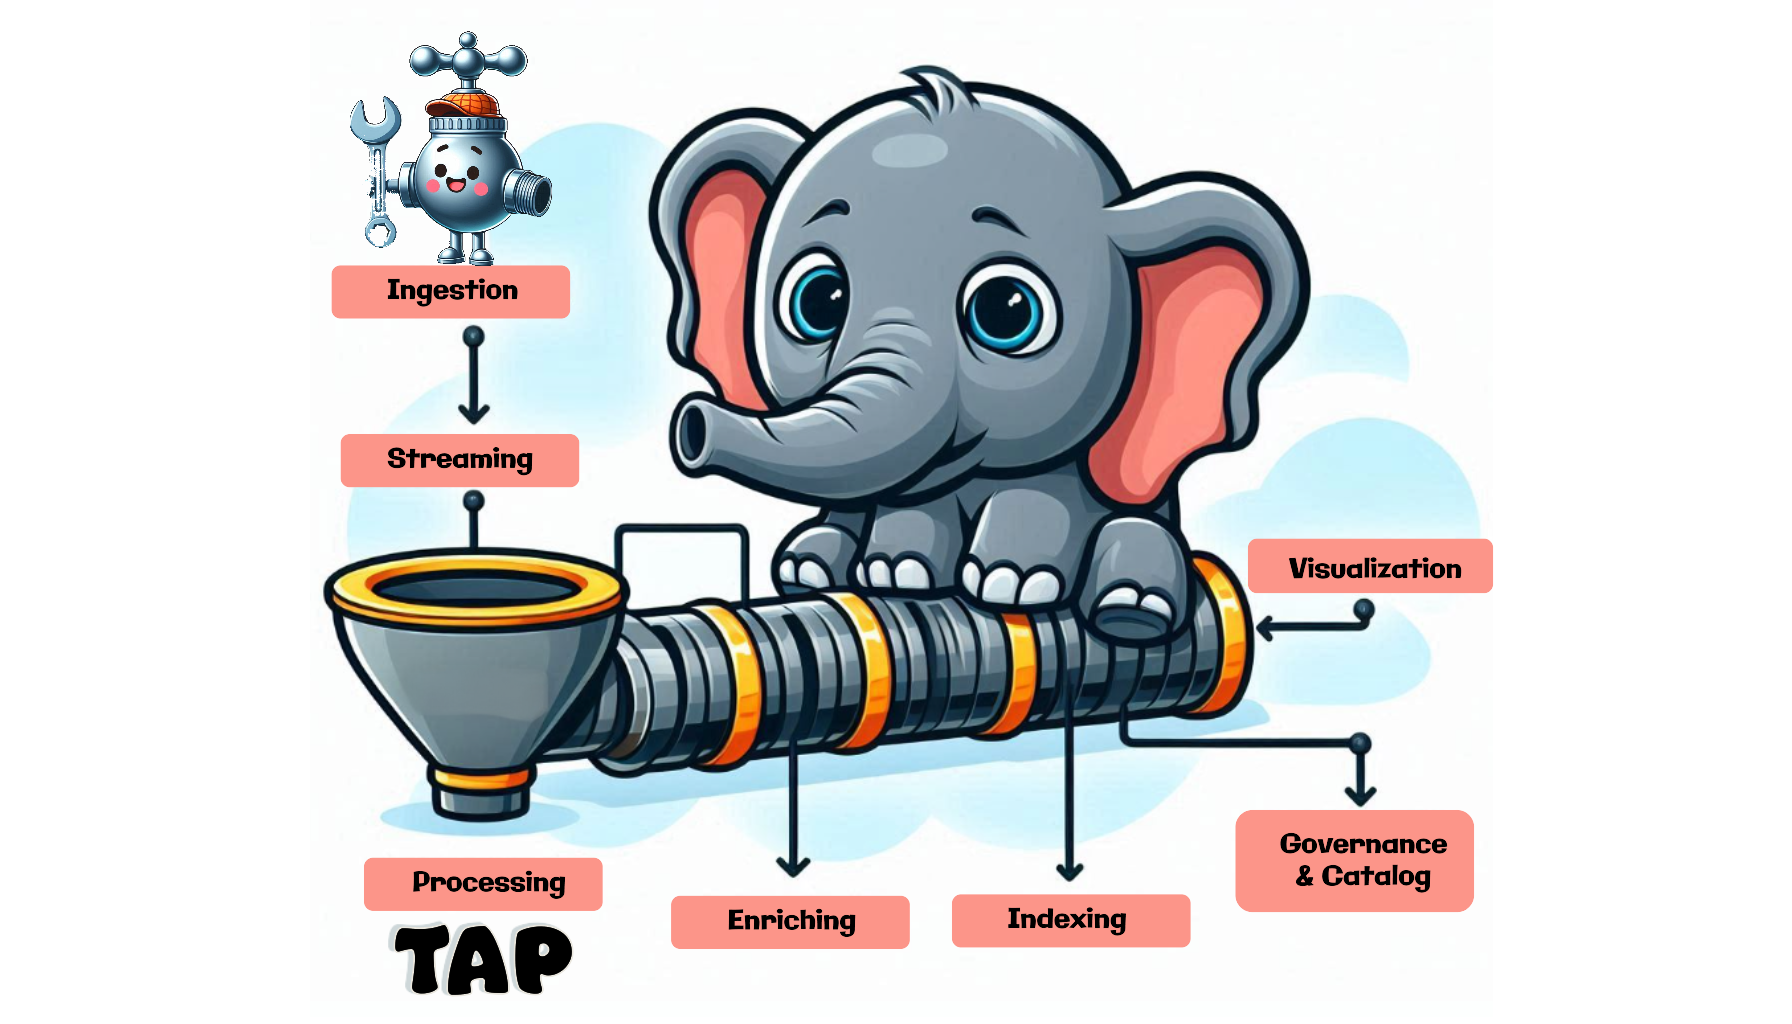 Ingestion
Streaming
Visualization
Governance
& Catalog
Processing
Enriching
Indexing
TAP